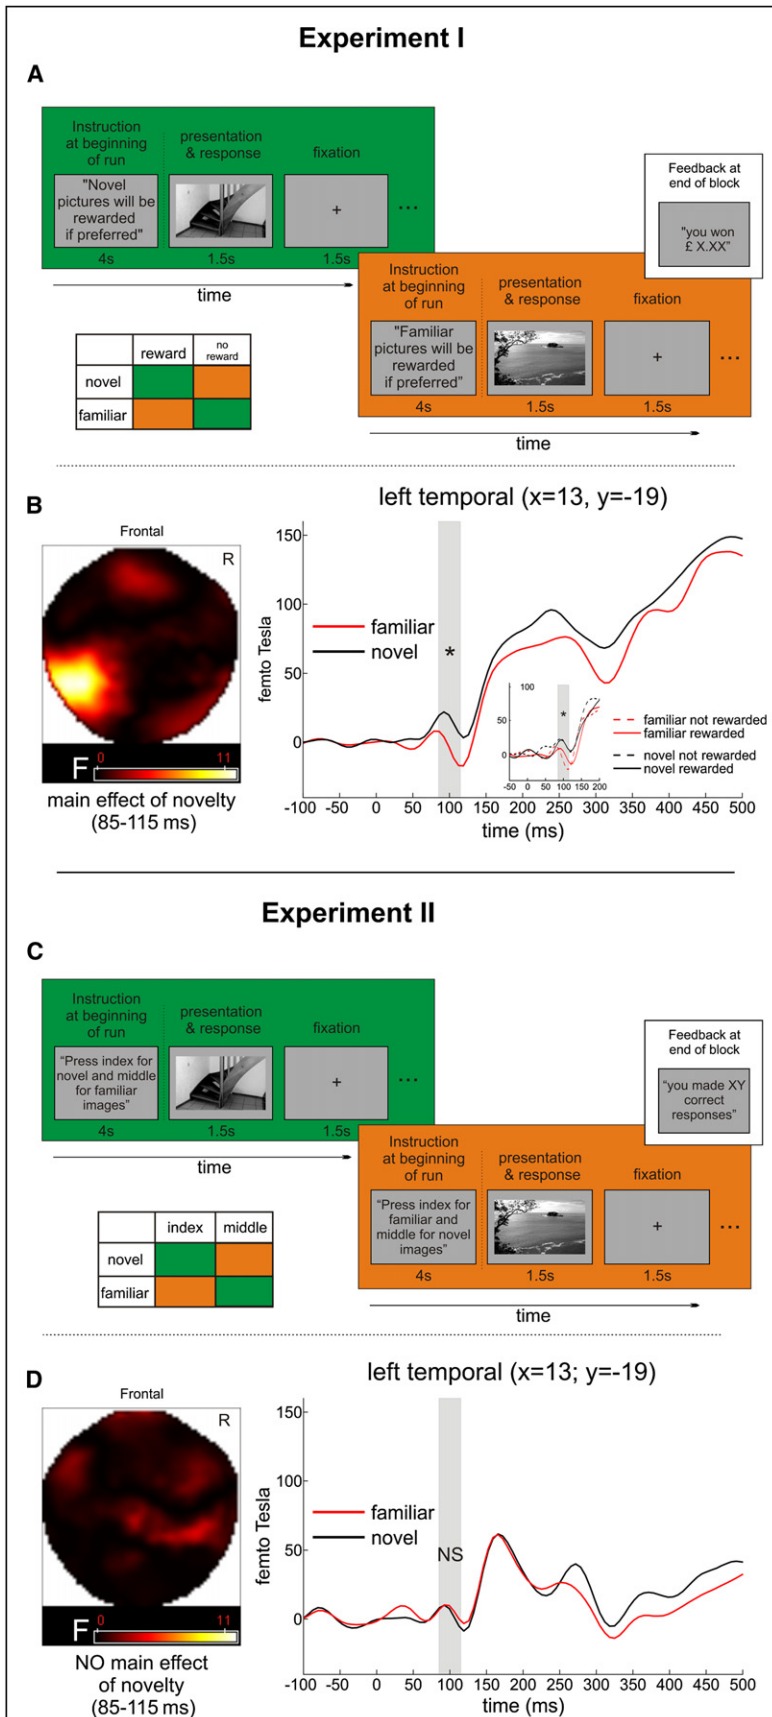 Experiment I
A
Instruction
at beginning
of run
presentation
& response
fixation
"Novel
pictures will be
rewarded
if preferred"
+
...
4s
1.5s
1.5s
time
Feedback at
end of block
"you won
£ X.XX"
Instruction
at beginning
of run
presentation
& response
fixation
"Familiar
pictures will be
rewarded
if preferred"
+
...
4s
1.5s
1.5s
time
reward
no
reward
novel
familiar
B
left temporal (x=13, y=-19)
Frontal
R
F
0
11
main effect of novelty
(85-115 ms)
femto Tesla
150
100
50
0
familiar
novel
*
100
50
0
*
-50
0
50
100
150
200
familiar not rewarded
familiar rewarded
novel not rewarded
novel rewarded
-100
-50
0
50
100
150
200
250
300
350
400
450
500
time (ms)
Experiment II
C
Instruction
at beginning
of run
presentation
& response
fixation
“Press index for
novel and middle
for familiar
images”
+
...
4s
1.5s
1.5s
time
Feedback at
end of block
“you made XY
correct
responses”
Instruction
at beginning
of run
presentation
& response
fixation
“Press index for
familiar and
middle for novel
images”
+
...
4s
1.5s
1.5s
time
index
middle
novel
familiar
D
left temporal (x=13; y=-19)
Frontal
R
F
0
11
NO main effect
of novelty
(85-115 ms)
femto Tesla
150
100
50
0
familiar
novel
NS
-100
-50
0
50
100
150
200
250
300
350
400
450
500
time (ms)